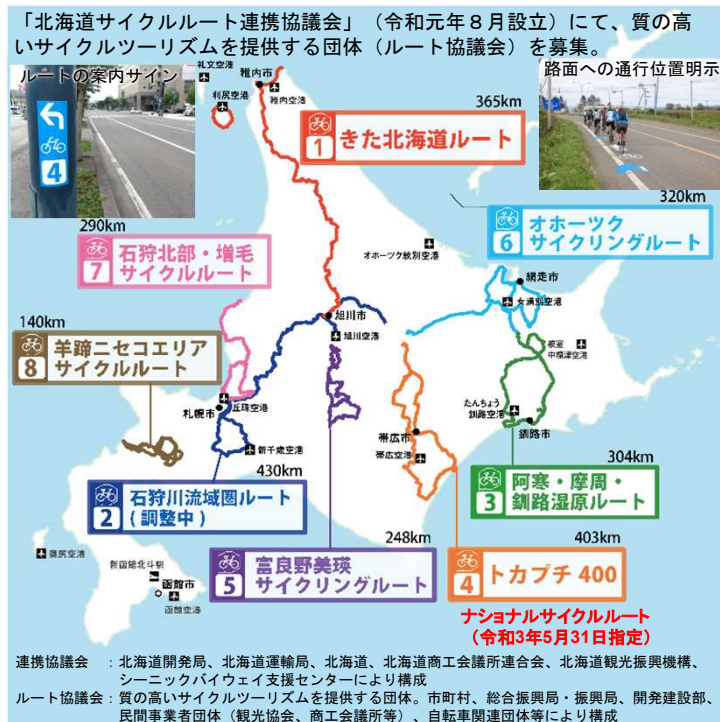 「北海道サイクルルート連携協議会」（令和元年８月設立）にて、質の高
いサイクルツーリズムを提供する団体（ルート協議会）を募集。
ルートの案内サイン
4
礼文空港
利尻空港
稚内市
稚内空港
路面への通行位置明示
365km
1 きた北海道ルート
320km
6 オホーツク
サイクリングルート
290km
7 石狩北部・増毛
サイクルルート
オホーツク紋別空港
網走市
女満別空港
旭川市
旭川空港
140km
8 羊蹄ニセコエリア
サイクルルート
根室
中標津空港
たんちょう
釧路空港
釧路市
札幌市
丘珠空港
新千歳空港
帯広市
帯広空港
430km
2 石狩川流域圏ルート
(調整中)
304km
3 阿寒・摩周・
釧路湿原ルート
248km
5 富良野美瑛
サイクリングルート
403km
4 トカプチ 400
ナショナルサイクルルート
（令和3年5月31日指定）
奥尻空港
新函館北斗駅
函館市
函館空港
連携協議会　：北海道開発局、北海道運輸局、北海道、北海道商工会議所連合会、北海道観光振興機構、
シーニックバイウェイ支援センターにより構成
ルート協議会：質の高いサイクルツーリズムを提供する団体。市町村、総合振興局・振興局、開発建設部、
民間事業者団体（観光協会、商工会議所等）、自転車関連団体等により構成